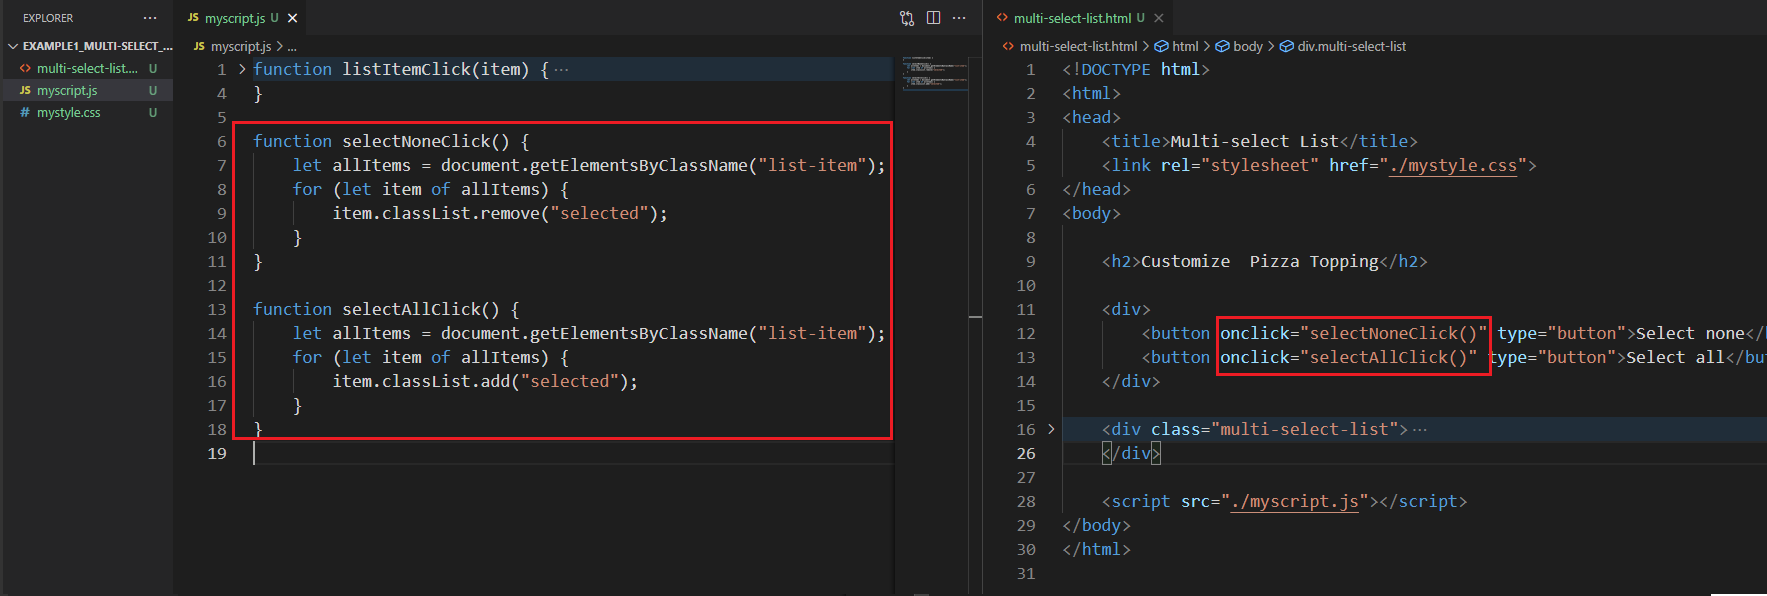 EXPLORER ···
EXAMPLE1_MULTI-SELECT_...
<> multi-select-list.... U
JS myscript.js U
# mystyle.css U
JS myscript.js U ×
JS myscript.js > ...
1 > function listItemClick(item) { ···
4 }
5
6 function selectNoneClick() {
7 let allItems = document.getElementsByClassName("list-item");
8 for (let item of allItems) {
9 item.classList.remove("selected");
10 }
11 }
12
13 function selectAllClick() {
14 let allItems = document.getElementsByClassName("list-item");
15 for (let item of allItems) {
16 item.classList.add("selected");
17 }
18 }
19
<> multi-select-list.html U ×
<> multi-select-list.html > html > body > div.multi-select-list
1 <!DOCTYPE html>
2 <html>
3 <head>
4 <title>Multi-select List</title>
5 <link rel="stylesheet" href="./mystyle.css">
6 </head>
7 <body>
8
9 <h2>Customize  Pizza Topping</h2>
10
11 <div>
12 <button onclick="selectNoneClick()" type="button">Select none</
13 <button onclick="selectAllClick()" type="button">Select all</bu
14 </div>
15
16 > <div class="multi-select-list"> ···
26 </div>
27
28 <script src="./myscript.js"></script>
29 </body>
30 </html>
31